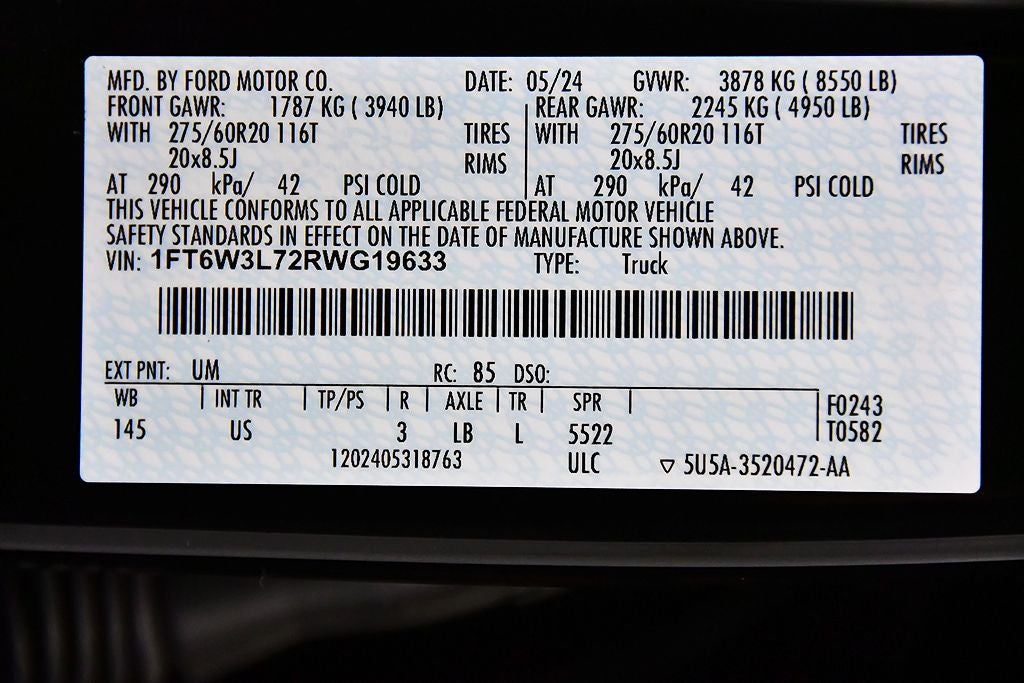 MFD. BY FORD MOTOR CO. DATE: 05/24 GVWR: 3878 KG ( 8550 LB)
FRONT GAWR: 1787 KG ( 3940 LB) REAR GAWR: 2245 KG ( 4950 LB)
WITH 275/60R20 116T TIRES WITH 275/60R20 116T TIRES
20x8.5J RIMS 20x8.5J RIMS
AT 290 kPa/ 42 PSI COLD AT 290 kPa/ 42 PSI COLD
THIS VEHICLE CONFORMS TO ALL APPLICABLE FEDERAL MOTOR VEHICLE
SAFETY STANDARDS IN EFFECT ON THE DATE OF MANUFACTURE SHOWN ABOVE.
VIN: 1FT6W3L72RWG19633 TYPE: Truck
EXT PNT: UM RC: 85 DSO:
WB INT TR TP/PS R AXLE TR SPR F0243
145 US 3 LB L 5522 T0582
1202405318763 ULC ▽ 5U5A-3520472-AA